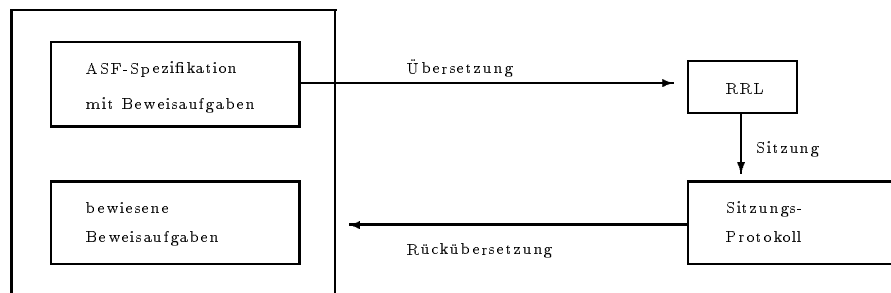 ASF-Spezifikation
mit Beweisaufgaben
Übersetzung
RRL
Sitzung
bewiesene
Beweisaufgaben
Rückübersetzung
Sitzungs-
Protokoll